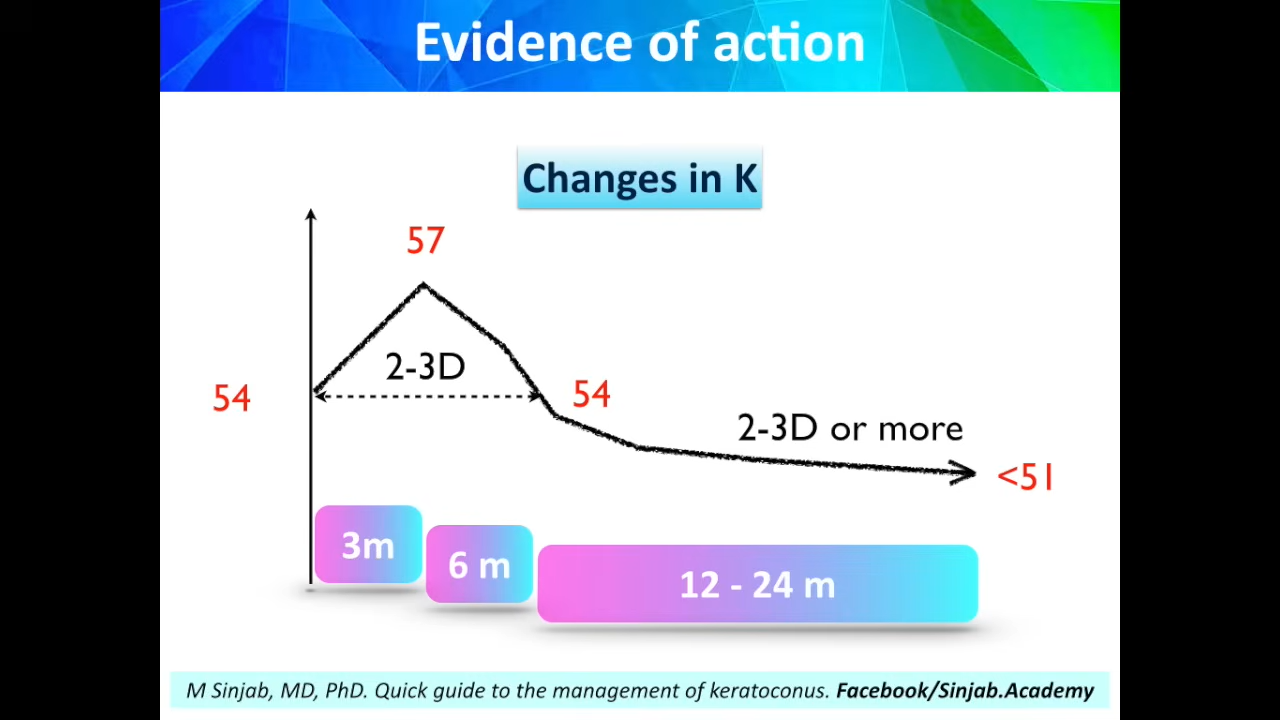 Evidence of action
Changes in K
57
2-3D
54
54
2-3D or more
<51
3m
6 m
12 - 24 m
M Sinjab, MD, PhD. Quick guide to the management of keratoconus. Facebook/Sinjab.Academy